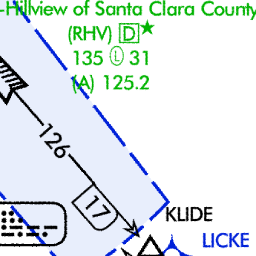 -Hillview of Santa Clara County
(RHV) D★
135 Ⓛ 31
(A) 125.2
126
17
KLIDE
LICKE